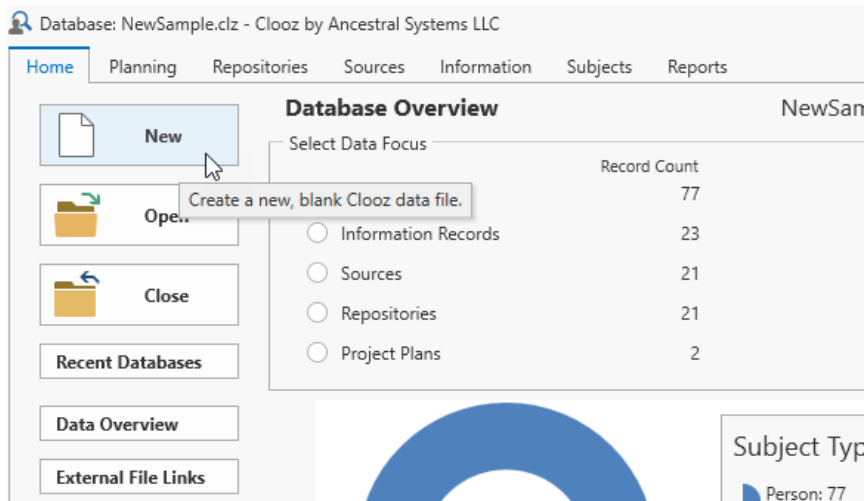 Database: NewSample.clz - Clooz by Ancestral Systems LLC
Home Planning Repositories Sources Information Subjects Reports
Database Overview
New
Select Data Focus
Record Count
Create a new, blank Clooz data file.
77
Open
Information Records 23
Sources 21
Close
Repositories 21
Project Plans 2
Recent Databases
Data Overview
External File Links
Subject
Person: 77